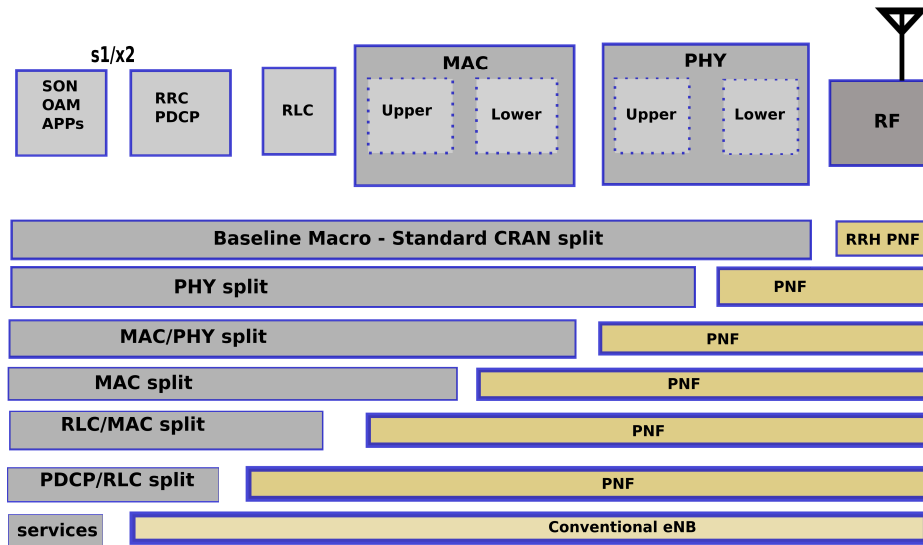 s1/x2
SON
OAM
APPs
RRC
PDCP
RLC
MAC
Upper
Lower
PHY
Upper
Lower
RF
Baseline Macro - Standard CRAN split
RRH PNF
PHY split
PNF
MAC/PHY split
PNF
MAC split
PNF
RLC/MAC split
PNF
PDCP/RLC split
PNF
services
Conventional eNB